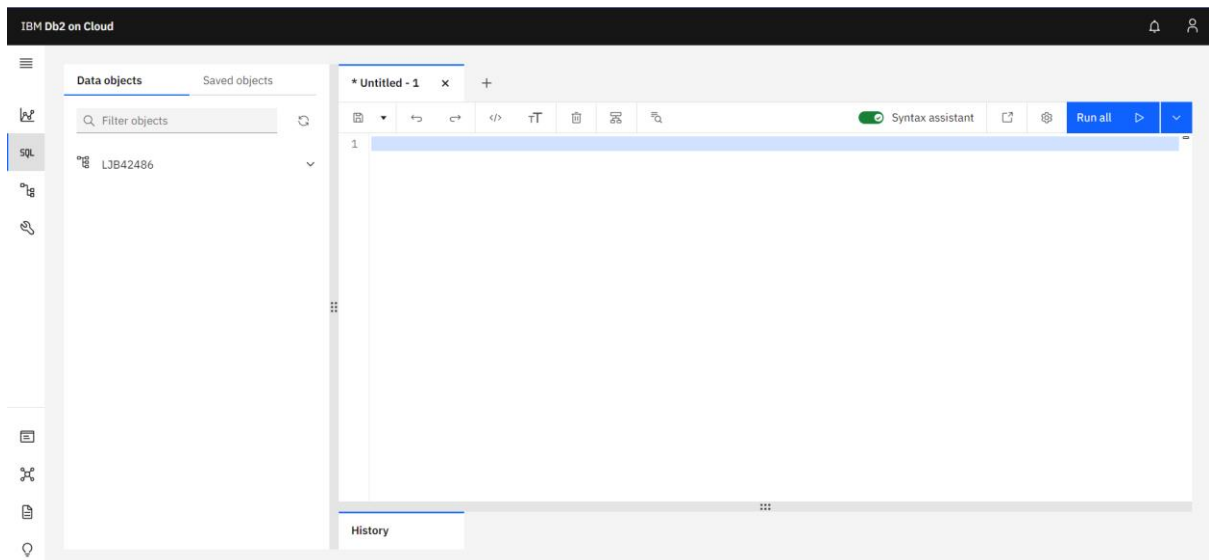 IBM Db2 on Cloud
Data objects
Saved objects
* Untitled - 1
Filter objects
Syntax assistant
Run all
SQL
LJB42486
1
History